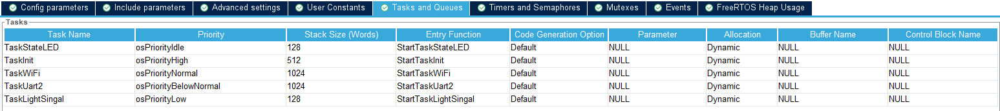 Config parameters Include parameters Advanced settings User Constants Tasks and Queues Timers and Semaphores Mutexes Events FreeRTOS Heap Usage
Tasks
Task Name Priority Stack Size (Words) Entry Function Code Generation Option Parameter Allocation Buffer Name Control Block Name
TaskStateLED osPriorityIdle 128 StartTaskStateLED Default NULL Dynamic NULL NULL
TaskInit osPriorityHigh 512 StartTaskInit Default NULL Dynamic NULL NULL
TaskWiFi osPriorityNormal 1024 StartTaskWiFi Default NULL Dynamic NULL NULL
TaskUart2 osPriorityBelowNormal 1024 StartTaskUart2 Default NULL Dynamic NULL NULL
TaskLightSingal osPriorityLow 128 StartTaskLightSingal Default NULL Dynamic NULL NULL